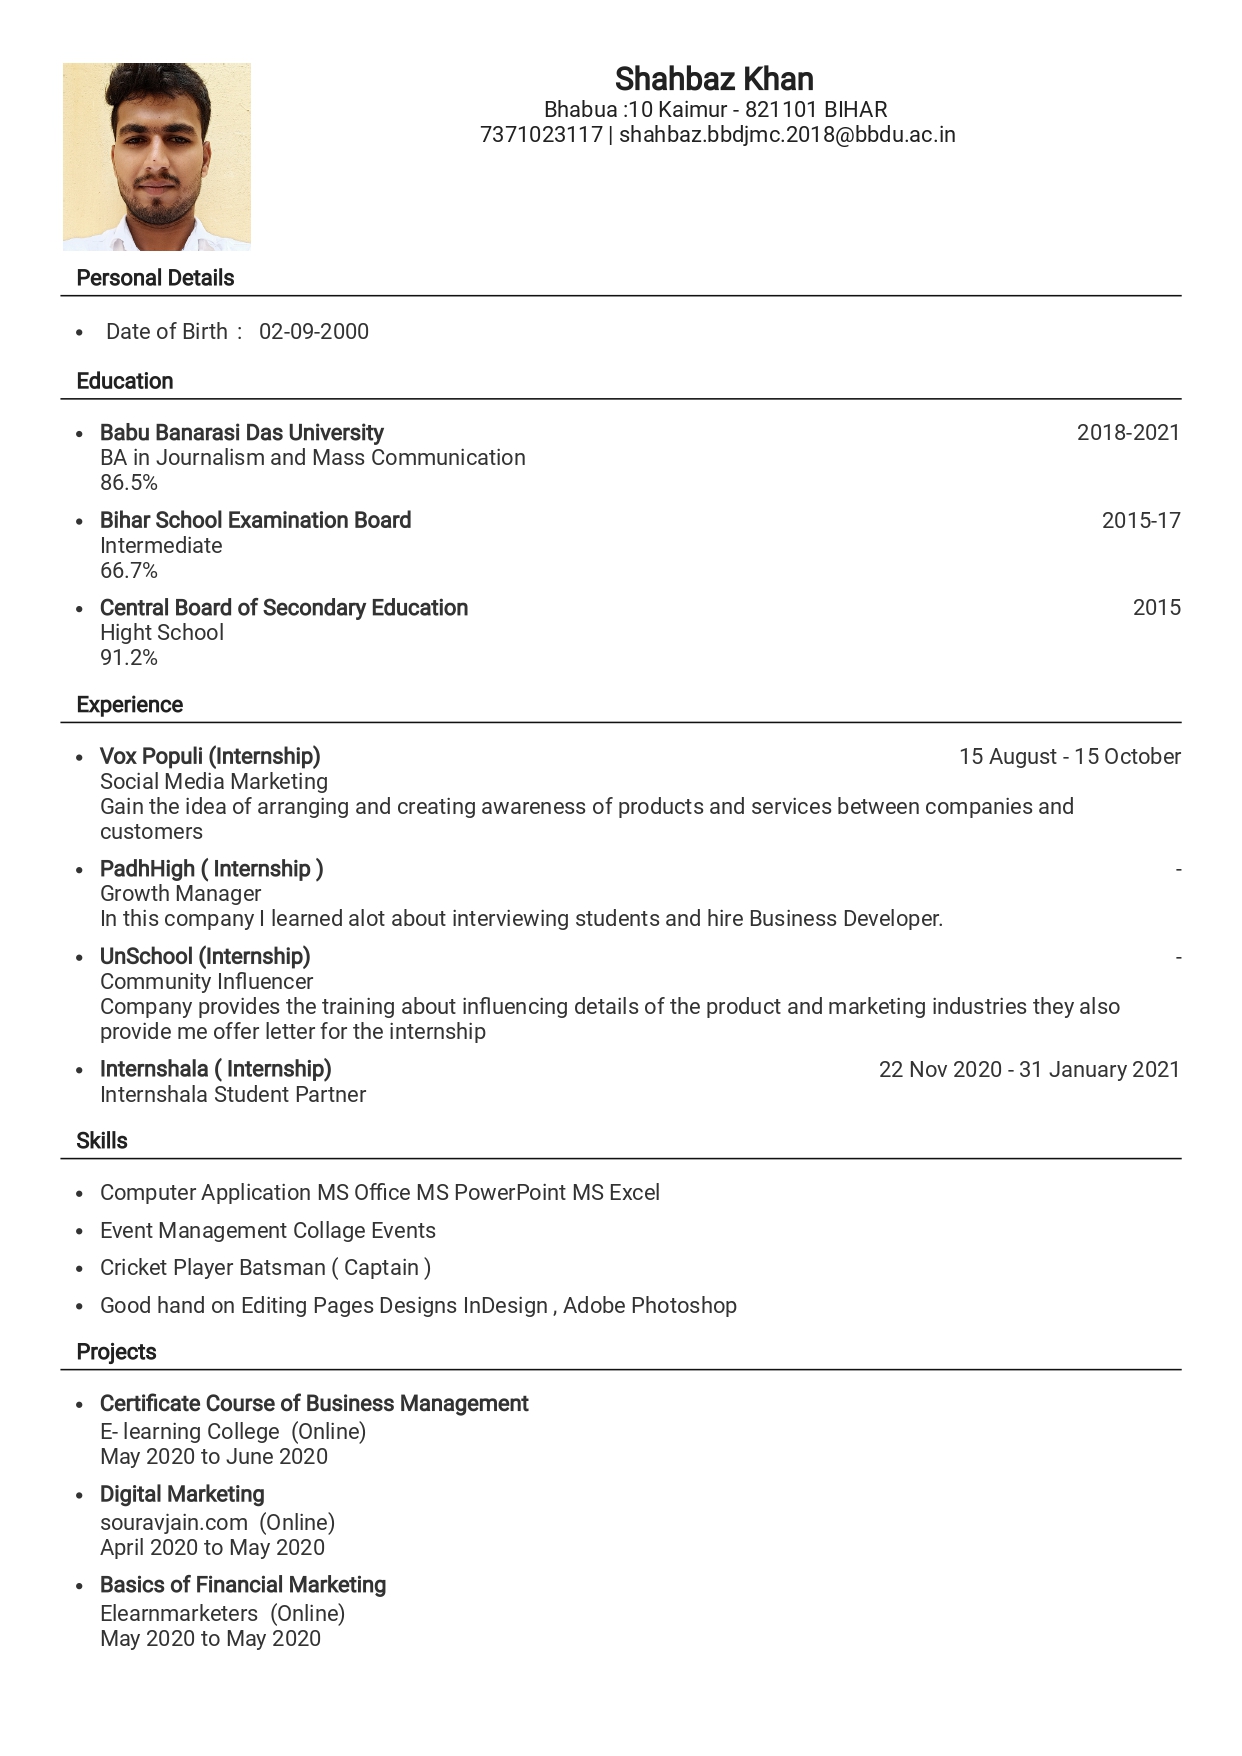 Shahbaz Khan
Bhabua :10 Kaimur - 821101 BIHAR
7371023117 | shahbaz.bbdjmc.2018@bbdu.ac.in
Personal Details
• Date of Birth : 02-09-2000
Education
• Babu Banarasi Das University 2018-2021
BA in Journalism and Mass Communication
86.5%
• Bihar School Examination Board 2015-17
Intermediate
66.7%
• Central Board of Secondary Education 2015
Hight School
91.2%
Experience
• Vox Populi (Internship) 15 August - 15 October
Social Media Marketing
Gain the idea of arranging and creating awareness of products and services between companies and
customers
• PadhHigh ( Internship ) -
Growth Manager
In this company I learned alot about interviewing students and hire Business Developer.
• UnSchool (Internship) -
Community Influencer
Company provides the training about influencing details of the product and marketing industries they also
provide me offer letter for the internship
• Internshala ( Internship) 22 Nov 2020 - 31 January 2021
Internshala Student Partner
Skills
• Computer Application MS Office MS PowerPoint MS Excel
• Event Management Collage Events
• Cricket Player Batsman ( Captain )
• Good hand on Editing Pages Designs InDesign , Adobe Photoshop
Projects
• Certificate Course of Business Management
E- learning College (Online)
May 2020 to June 2020
• Digital Marketing
souravjain.com (Online)
April 2020 to May 2020
• Basics of Financial Marketing
Elearnmarketers (Online)
May 2020 to May 2020